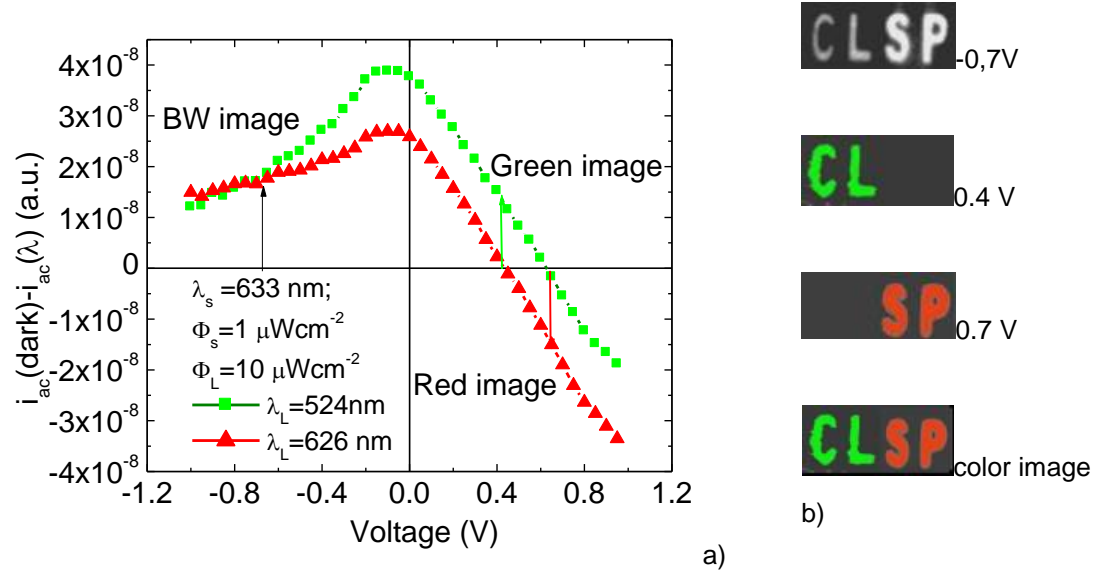 4x10⁻⁸
3x10⁻⁸
2x10⁻⁸
1x10⁻⁸
0
-1x10⁻⁸
-2x10⁻⁸
-3x10⁻⁸
-4x10⁻⁸
i_ac(dark)-i_ac(λ) (a.u.)
BW image
Green image
Red image
λ_s =633 nm;
Φ_s=1 μWcm⁻²
Φ_L=10 μWcm⁻²
λ_L=524nm
λ_L=626 nm
-1.2 -0.8 -0.4 0.0 0.4 0.8 1.2
Voltage (V)
a)
CLSP -0,7V
CL 0.4 V
SP 0.7 V
CLSP color image
b)